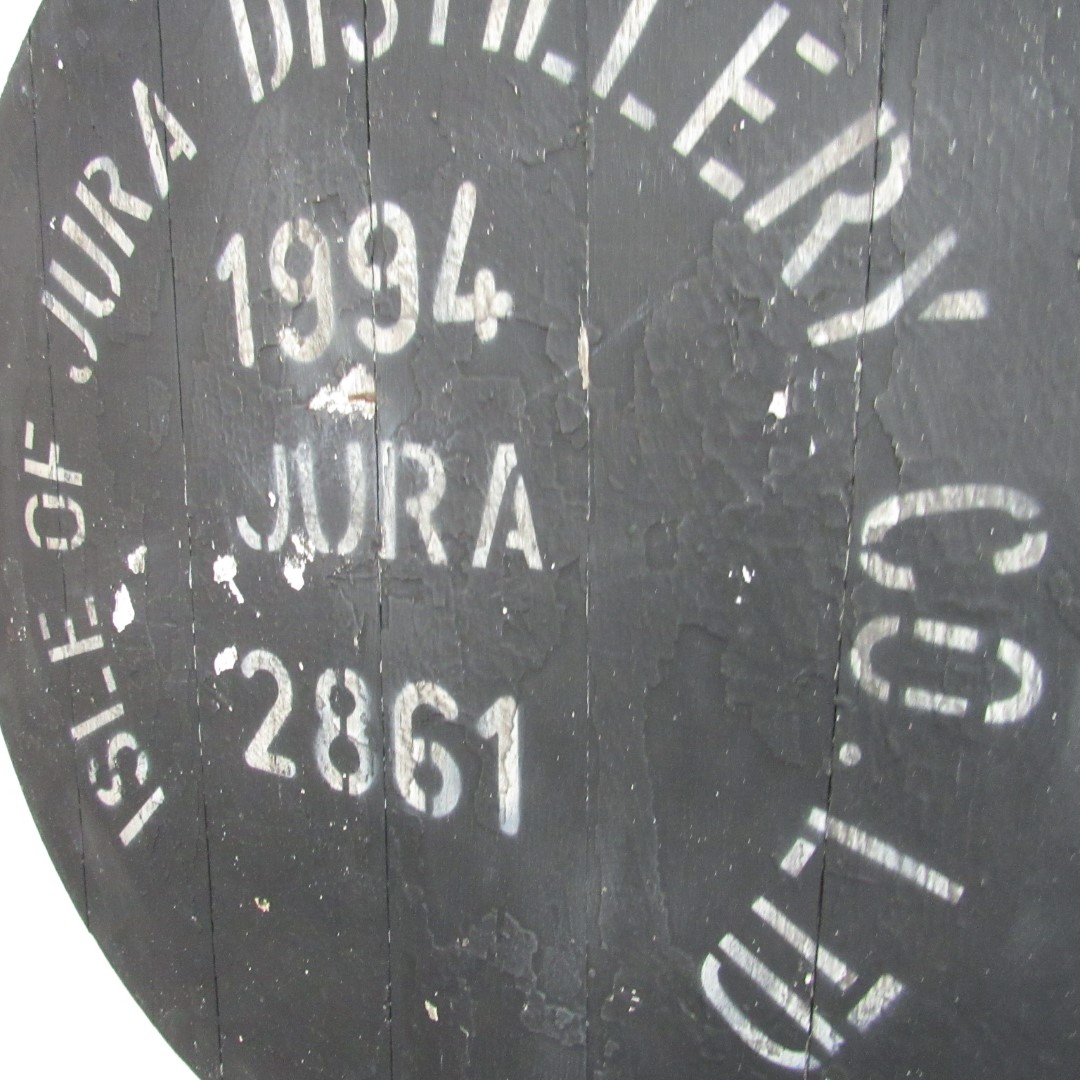 ISLE OF JURA DISTILLERY CO. LTD
1994
JURA
2861